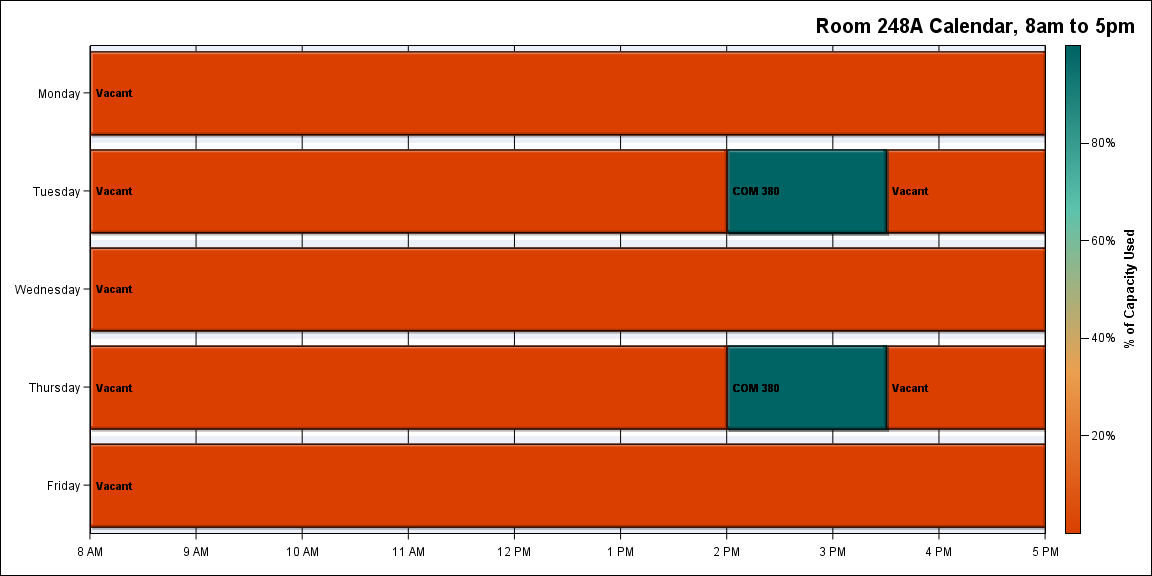 Room 248A Calendar, 8am to 5pm
Monday
Vacant
Tuesday
Vacant
COM 380
Vacant
Wednesday
Vacant
Thursday
Vacant
COM 380
Vacant
Friday
Vacant
8 AM
9 AM
10 AM
11 AM
12 PM
1 PM
2 PM
3 PM
4 PM
5 PM
80%
60%
40%
20%
% of Capacity Used